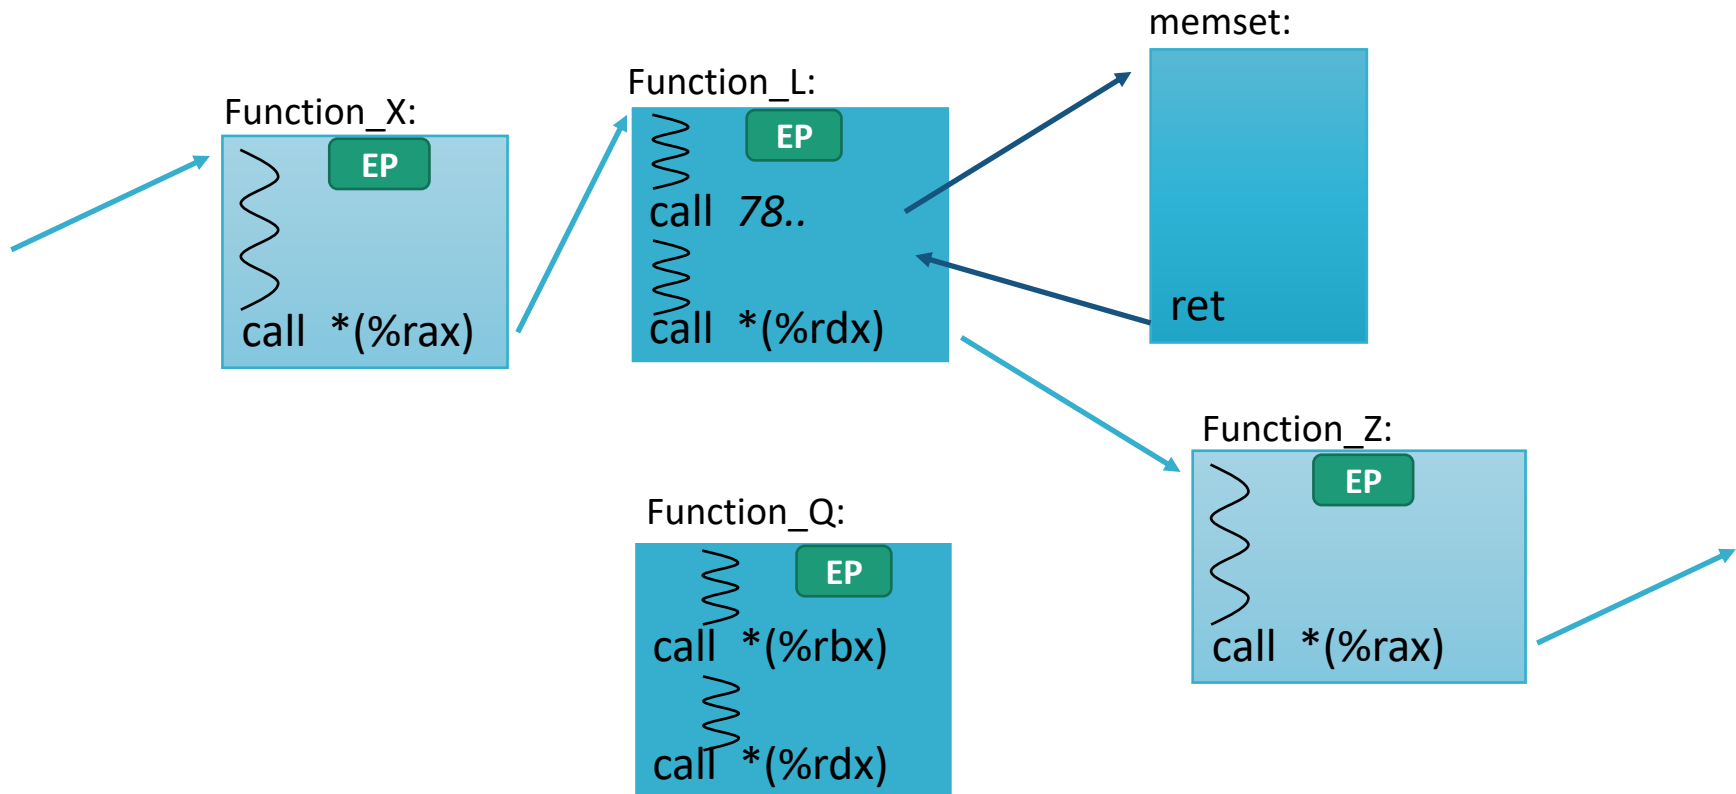 memset:
ret
Function_X:
EP
call *(%rax)
Function_L:
EP
call 78..
call *(%rdx)
Function_Z:
EP
call *(%rax)
Function_Q:
EP
call *(%rbx)
call *(%rdx)